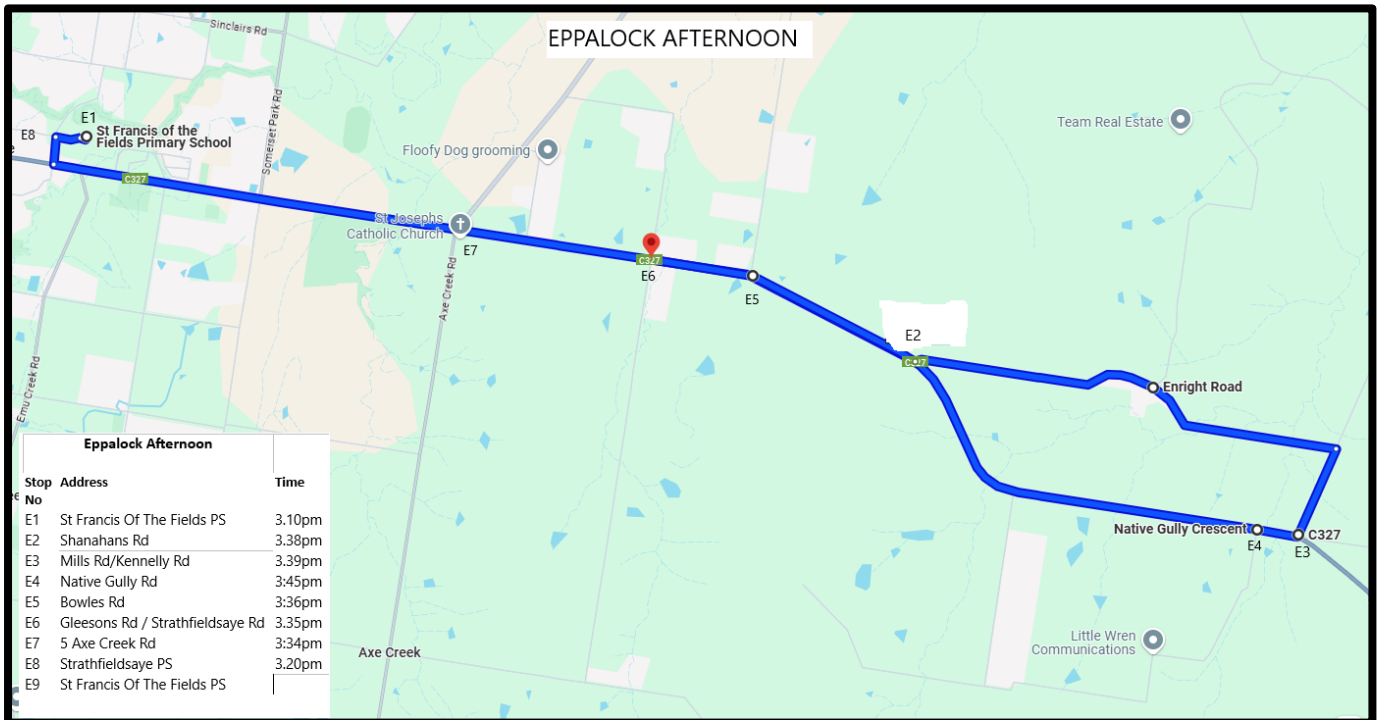 EPPALOCK AFTERNOON
Sinclairs Rd
Somerset Park Rd
E1
E8
St Francis of the
Fields Primary School
C327
Floofy Dog grooming
Team Real Estate
St Josephs
Catholic Church
E7
Axe Creek Rd
C327
E6
E5
E2
Enright Road
Emu Creek Rd
Native Gully Crescent
E4
C327
E3
Little Wren
Communications
Axe Creek
Eppalock Afternoon
Stop Address Time
No
E1 St Francis Of The Fields PS 3.10pm
E2 Shanahans Rd 3.38pm
E3 Mills Rd/Kennelly Rd 3.39pm
E4 Native Gully Rd 3:45pm
E5 Bowles Rd 3:36pm
E6 Gleesons Rd / Strathfieldsaye Rd 3.35pm
E7 5 Axe Creek Rd 3:34pm
E8 Strathfieldsaye PS 3.20pm
E9 St Francis Of The Fields PS